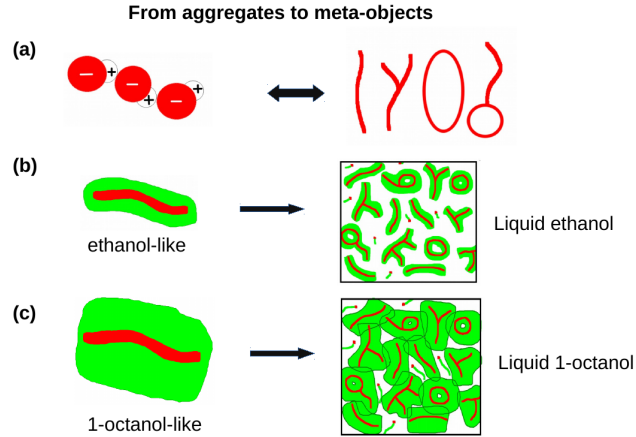 From aggregates to meta-objects
(a)
− + − + − +
(b)
ethanol-like
Liquid ethanol
(c)
1-octanol-like
Liquid 1-octanol